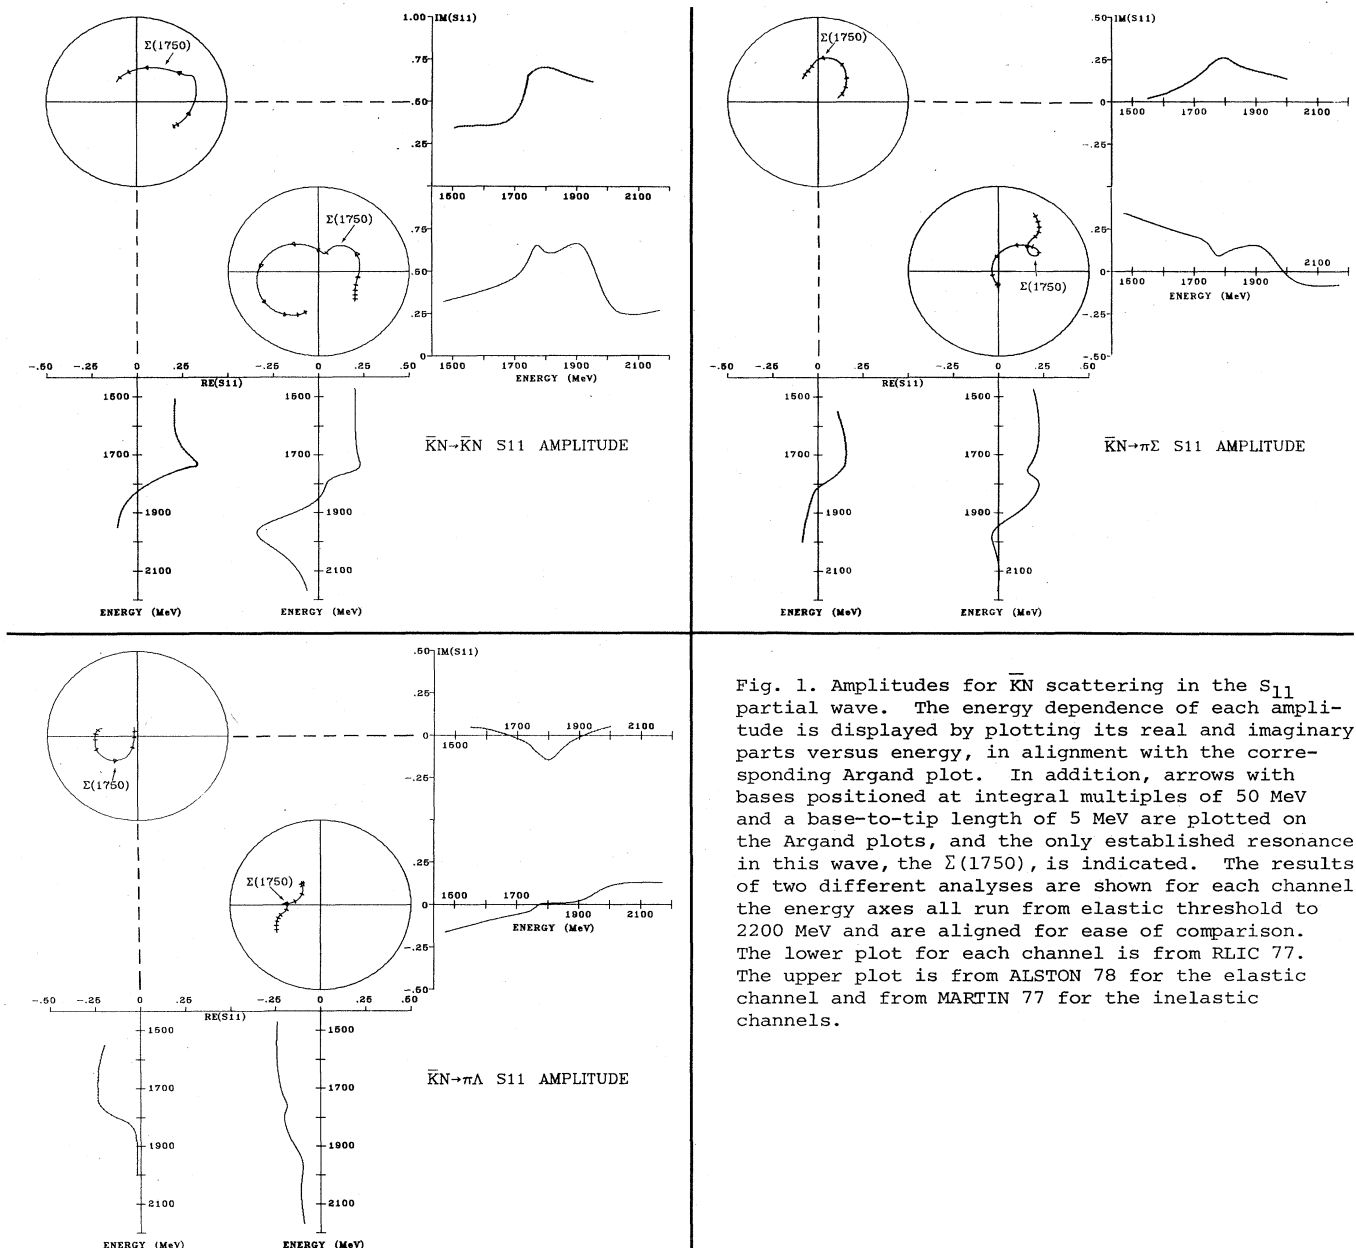 1.00 IM(S11)
Σ(1750)
.75
.50
.25
1500 1700 1900 2100
Σ(1750)
.75
.50
.25
0
1500 1700 1900 2100
ENERGY (MeV)
-.50 -.25 0 .25
-.25 0 .25 .50
RE(S11)
1500 1500
1700 1700
1900 1900
2100 2100
K̅N→K̅N S11 AMPLITUDE
ENERGY (MeV) ENERGY (MeV)
.50 IM(S11)
Σ(1750)
.25
0
1500 1700 1900 2100
-.25
.25
0
2100
1500 1700 1900
ENERGY (MeV)
Σ(1750)
-.25
-.50
-.50 -.25 0 .25
-.25 0 .25 .50
RE(S11)
1500 1500
1700 1700
1900 1900
2100 2100
K̅N→πΣ S11 AMPLITUDE
ENERGY (MeV) ENERGY (MeV)
.50 IM(S11)
.25
1700 1900 2100
0 1500
Σ(1750)
-.25
.25
Σ(1750)
1500 1700
0
1900 2100
ENERGY (MeV)
-.25
-.50
-.50 -.25 0 .25
-.25 0 .25 .50
RE(S11)
1500 1500
1700 1700
1900 1900
2100 2100
K̅N→πΛ S11 AMPLITUDE
ENERGY (MeV) ENERGY (MeV)
Fig. 1. Amplitudes for K̅N scattering in the S₁₁
partial wave. The energy dependence of each ampli-
tude is displayed by plotting its real and imaginary
parts versus energy, in alignment with the corre-
sponding Argand plot. In addition, arrows with
bases positioned at integral multiples of 50 MeV
and a base-to-tip length of 5 MeV are plotted on
the Argand plots, and the only established resonance
in this wave, the Σ(1750), is indicated. The results
of two different analyses are shown for each channel
the energy axes all run from elastic threshold to
2200 MeV and are aligned for ease of comparison.
The lower plot for each channel is from RLIC 77.
The upper plot is from ALSTON 78 for the elastic
channel and from MARTIN 77 for the inelastic
channels.